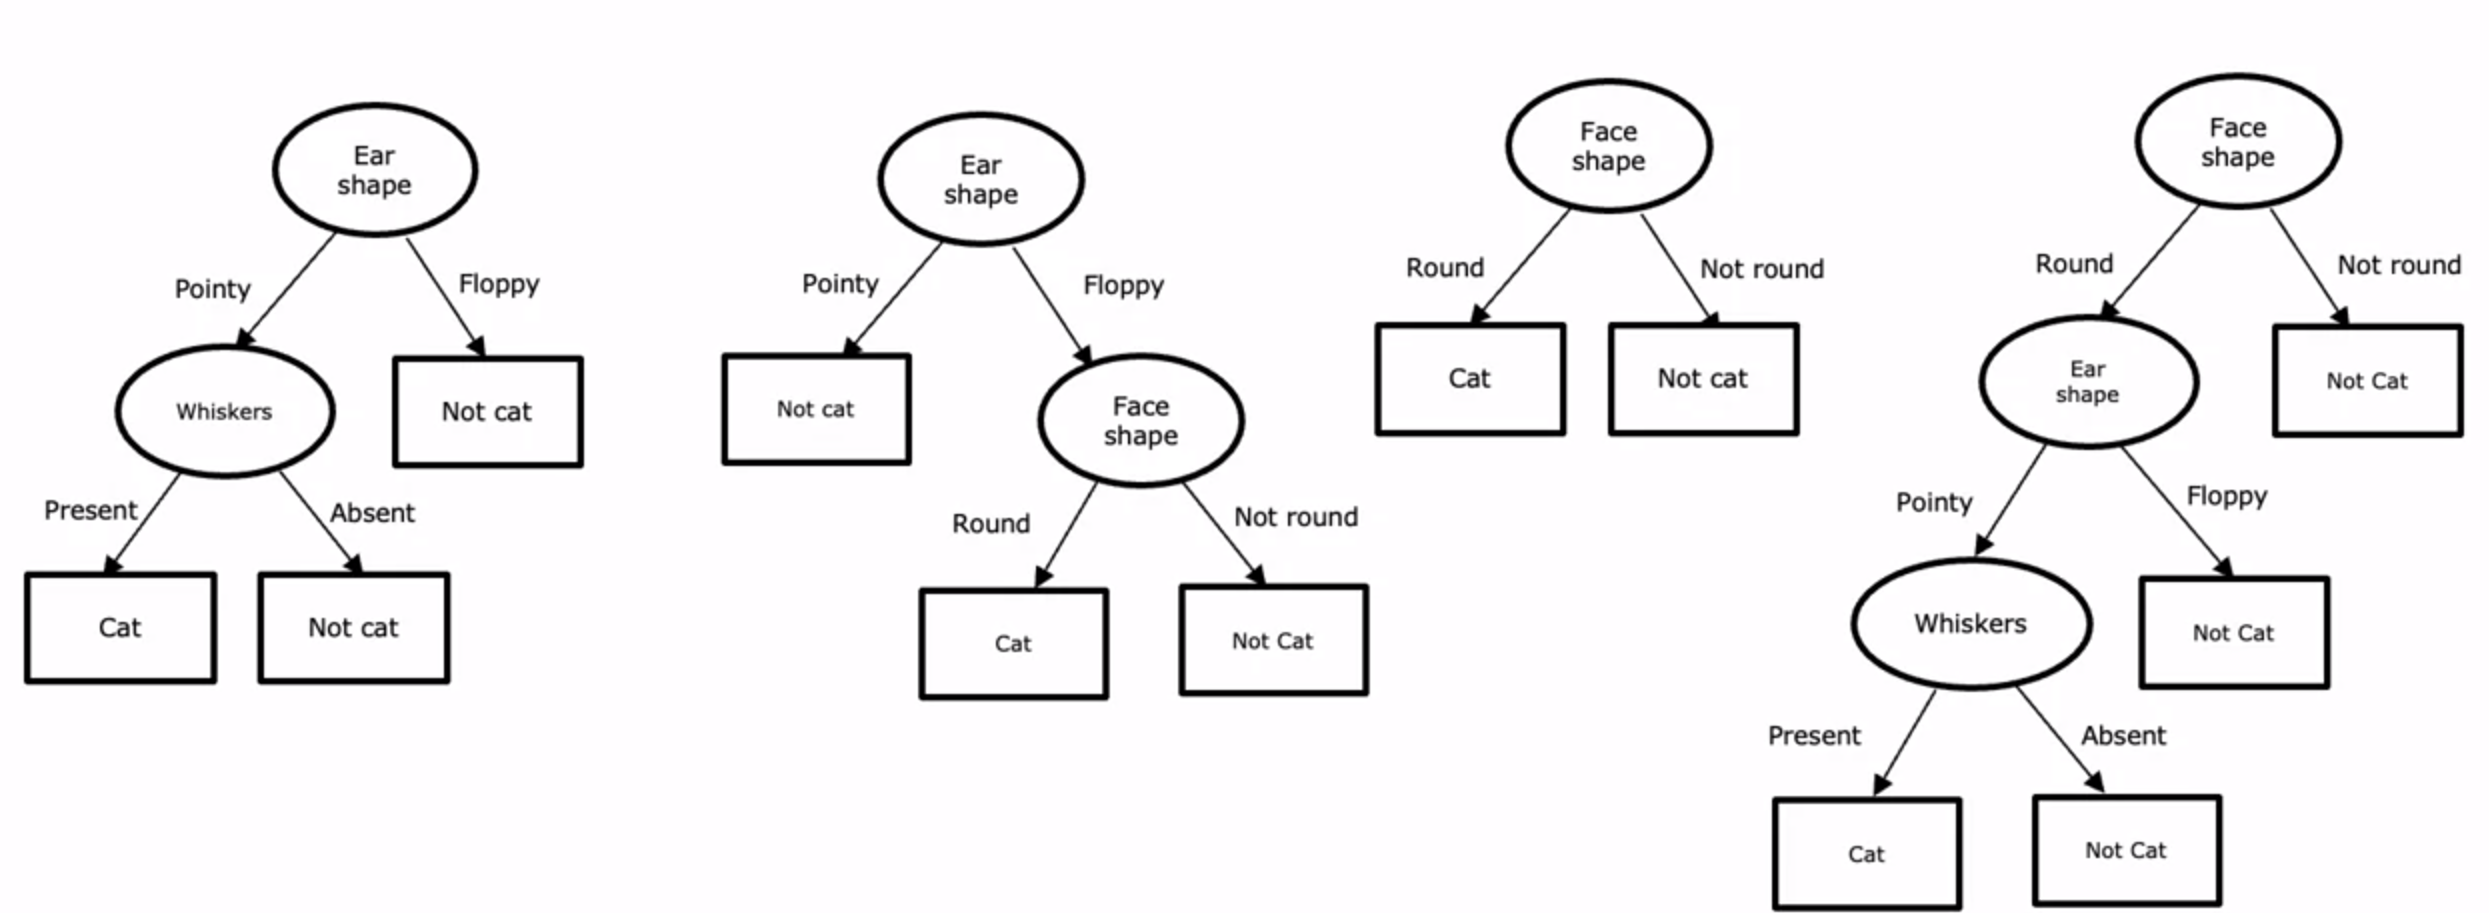 Ear
shape
Pointy
Floppy
Whiskers
Not cat
Present
Absent
Cat
Not cat
Ear
shape
Pointy
Floppy
Not cat
Face
shape
Round
Not round
Cat
Not Cat
Face
shape
Round
Not round
Cat
Not cat
Face
shape
Round
Not round
Ear
shape
Not Cat
Pointy
Floppy
Whiskers
Not Cat
Present
Absent
Cat
Not Cat